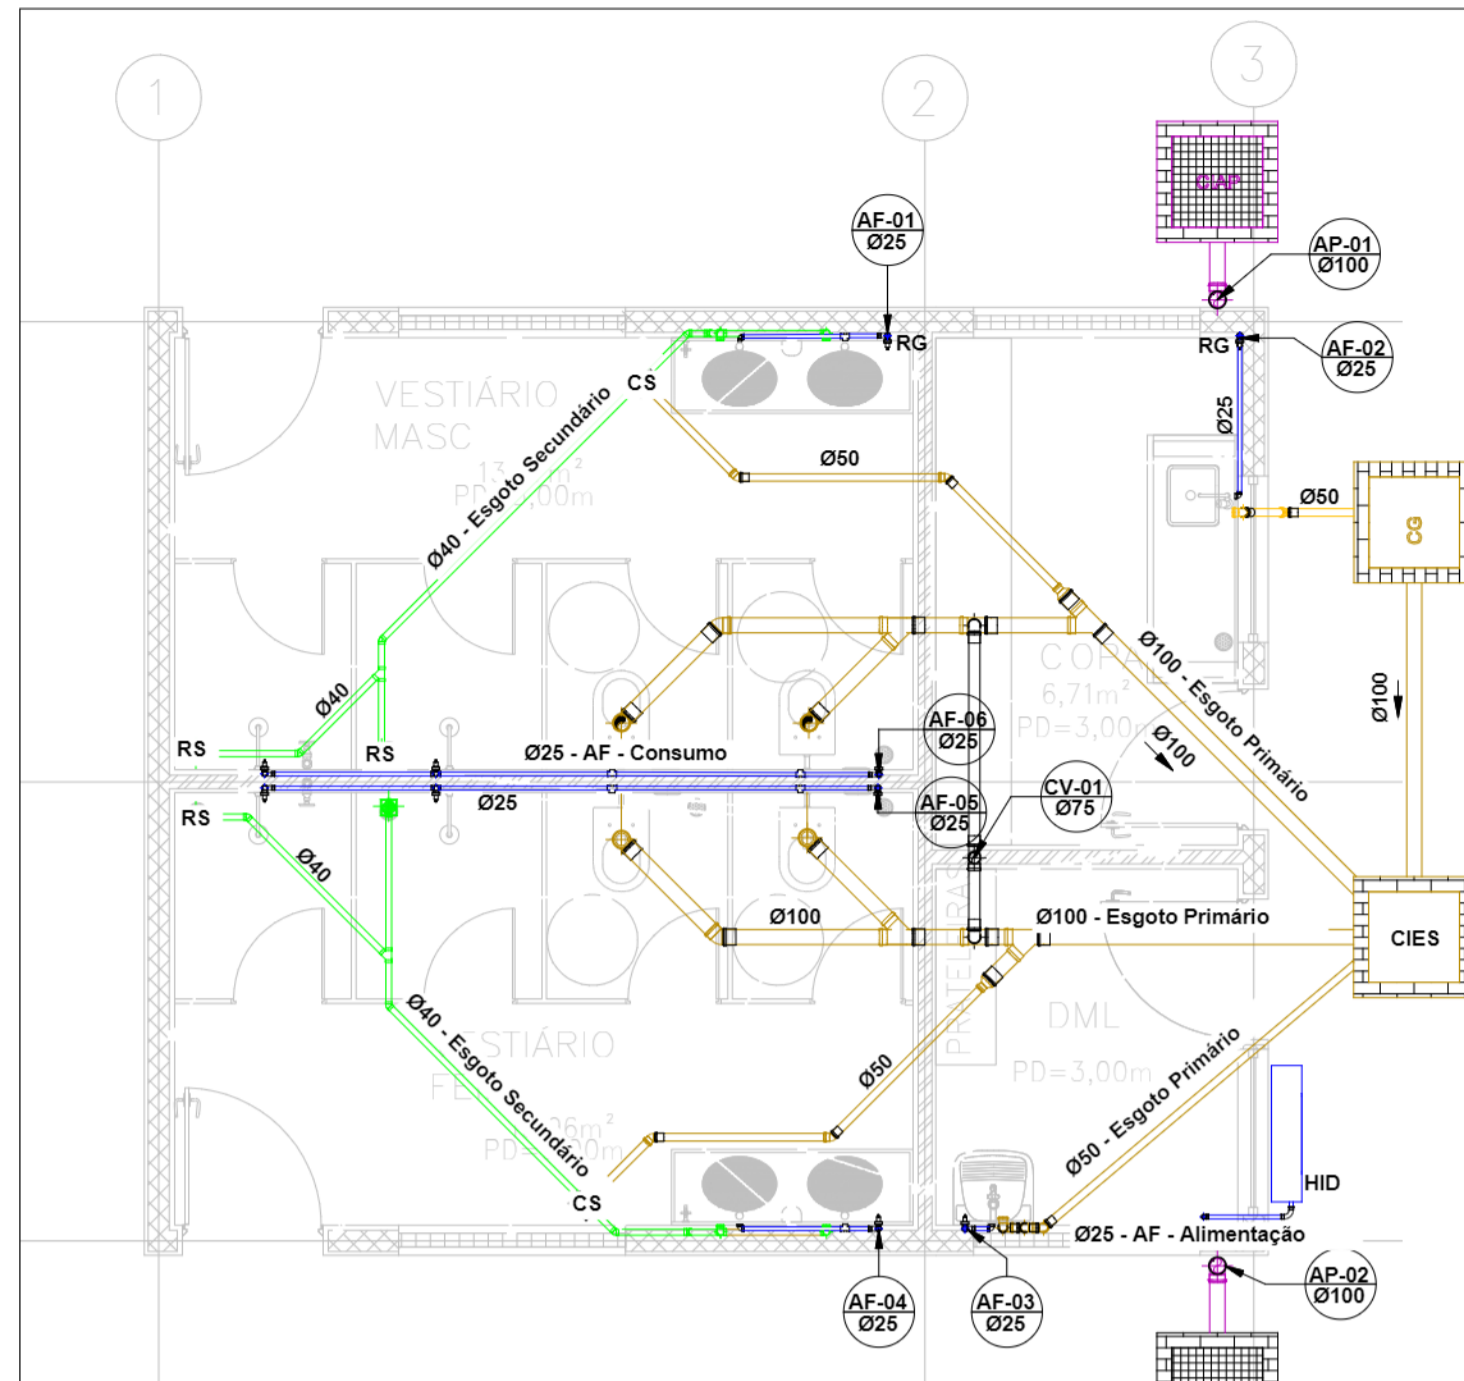 1
2
3
CIAP
AF-01
Ø25
AP-01
Ø100
RG
RG
AF-02
Ø25
VESTIÁRIO
MASC
CS
Ø40 - Esgoto Secundário
Ø50
Ø25
Ø50
CG
COPA
6,71m²
PD=3,00m
Ø100 - Esgoto Primário
Ø100
Ø100
Ø40
RS
RS
Ø25 - AF - Consumo
AF-06
Ø25
Ø25
AF-05
Ø25
CV-01
Ø75
RS
Ø40
Ø100
PRATELEIRAS
Ø100 - Esgoto Primário
CIES
Ø40 - Esgoto Secundário
DML
PD=3,00m
Ø50
Ø50 - Esgoto Primário
CS
HID
Ø25 - AF - Alimentação
AF-04
Ø25
AF-03
Ø25
AP-02
Ø100